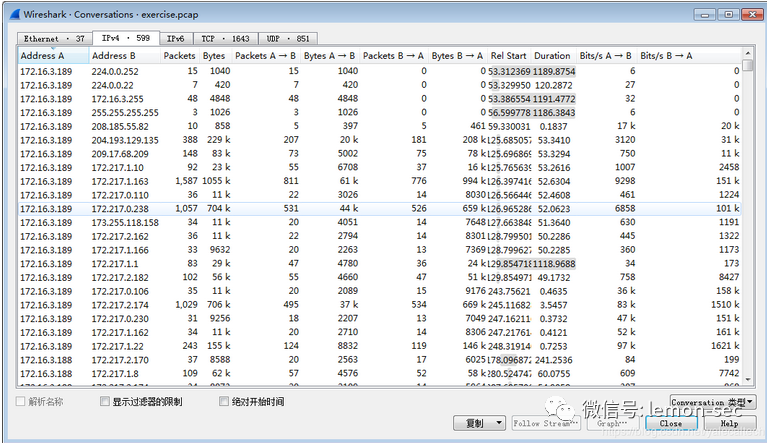 Wireshark · Conversations · exercise.pcap
Ethernet · 37 IPv4 · 599 IPv6 TCP · 1643 UDP · 851
Address A Address B Packets Bytes Packets A → B Bytes A → B Packets B → A Bytes B → A Rel Start Duration Bits/s A → B Bits/s B → A
172.16.3.189 224.0.0.252 15 1040 15 1040 0 0 53.312369 1189.8754 6 0
172.16.3.189 224.0.0.22 7 420 7 420 0 0 53.329950 120.2872 27 0
172.16.3.189 172.16.3.255 48 4848 48 4848 0 0 53.386554 1191.4772 32 0
172.16.3.189 255.255.255.255 3 1026 3 1026 0 0 56.599778 1186.3843 6 0
172.16.3.189 208.185.55.82 10 858 5 397 5 461 59.330031 0.1837 17 k 20 k
172.16.3.189 204.193.129.135 388 229 k 207 20 k 181 208 k 125.685057 53.3410 3120 31 k
172.16.3.189 209.17.68.209 148 83 k 73 5002 75 78 k 125.696869 53.3294 750 11 k
172.16.3.189 172.217.1.10 92 23 k 55 6708 37 16 k 125.765639 53.2616 1007 2458
172.16.3.189 172.217.1.163 1,587 1055 k 811 61 k 776 994 k 126.397416 52.6304 9298 151 k
172.16.3.189 172.217.0.110 36 11 k 22 3026 14 8030 126.566446 52.4608 461 1224
172.16.3.189 172.217.0.238 1,057 704 k 531 44 k 526 659 k 126.965286 52.0623 6858 101 k
172.16.3.189 173.255.118.158 34 11 k 20 4051 14 7648 127.663848 51.3640 630 1191
172.16.3.189 172.217.2.162 36 11 k 22 2794 14 8301 128.799501 50.2286 445 1322
172.16.3.189 172.217.1.166 33 9632 20 2263 13 7369 128.799627 50.2285 360 1173
172.16.3.189 172.217.1.1 83 29 k 47 4780 36 24 k 129.854718 1118.9688 34 173
172.16.3.189 172.217.2.182 102 56 k 55 4660 47 51 k 129.854971 49.1732 758 8427
172.16.3.189 172.217.0.106 35 11 k 20 2089 15 9176 243.75621 0.4635 36 k 158 k
172.16.3.189 172.217.2.174 1,029 706 k 495 37 k 534 669 k 245.11682 3.5457 83 k 1510 k
172.16.3.189 172.217.0.230 31 9256 18 2207 13 7049 247.16211 0.3732 47 k 151 k
172.16.3.189 172.217.1.162 34 11 k 20 2710 14 8306 247.21761 0.4121 52 k 161 k
172.16.3.189 172.217.1.22 243 155 k 124 8832 119 146 k 248.31914 0.7253 97 k 1621 k
172.16.3.188 172.217.2.170 37 8588 20 2563 17 6025 178.096872 241.2536 84 199
172.16.3.188 172.217.1.8 109 62 k 57 4576 52 58 k 180.524747 60.0755 609 7742
解析名称 显示过滤器的限制 绝对开始时间 Conversation 类型
复制 Follow Stream… Graph… Close Help
微信号: lemon-sec